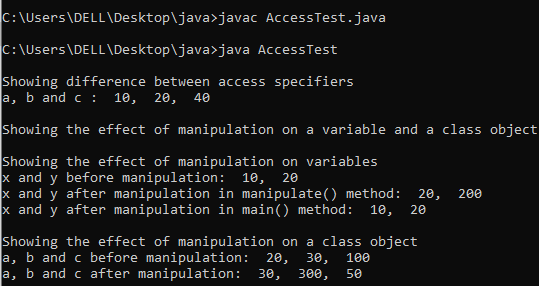 C:\Users\DELL\Desktop\java>javac AccessTest.java
C:\Users\DELL\Desktop\java>java AccessTest
Showing difference between access specifiers
a, b and c :  10,  20,  40
Showing the effect of manipulation on a variable and a class object
Showing the effect of manipulation on variables
x and y before manipulation:  10,  20
x and y after manipulation in manipulate() method:  20,  200
x and y after manipulation in main() method:  10,  20
Showing the effect of manipulation on a class object
a, b and c before manipulation:  20,  30,  100
a, b and c after manipulation:  30,  300,  50